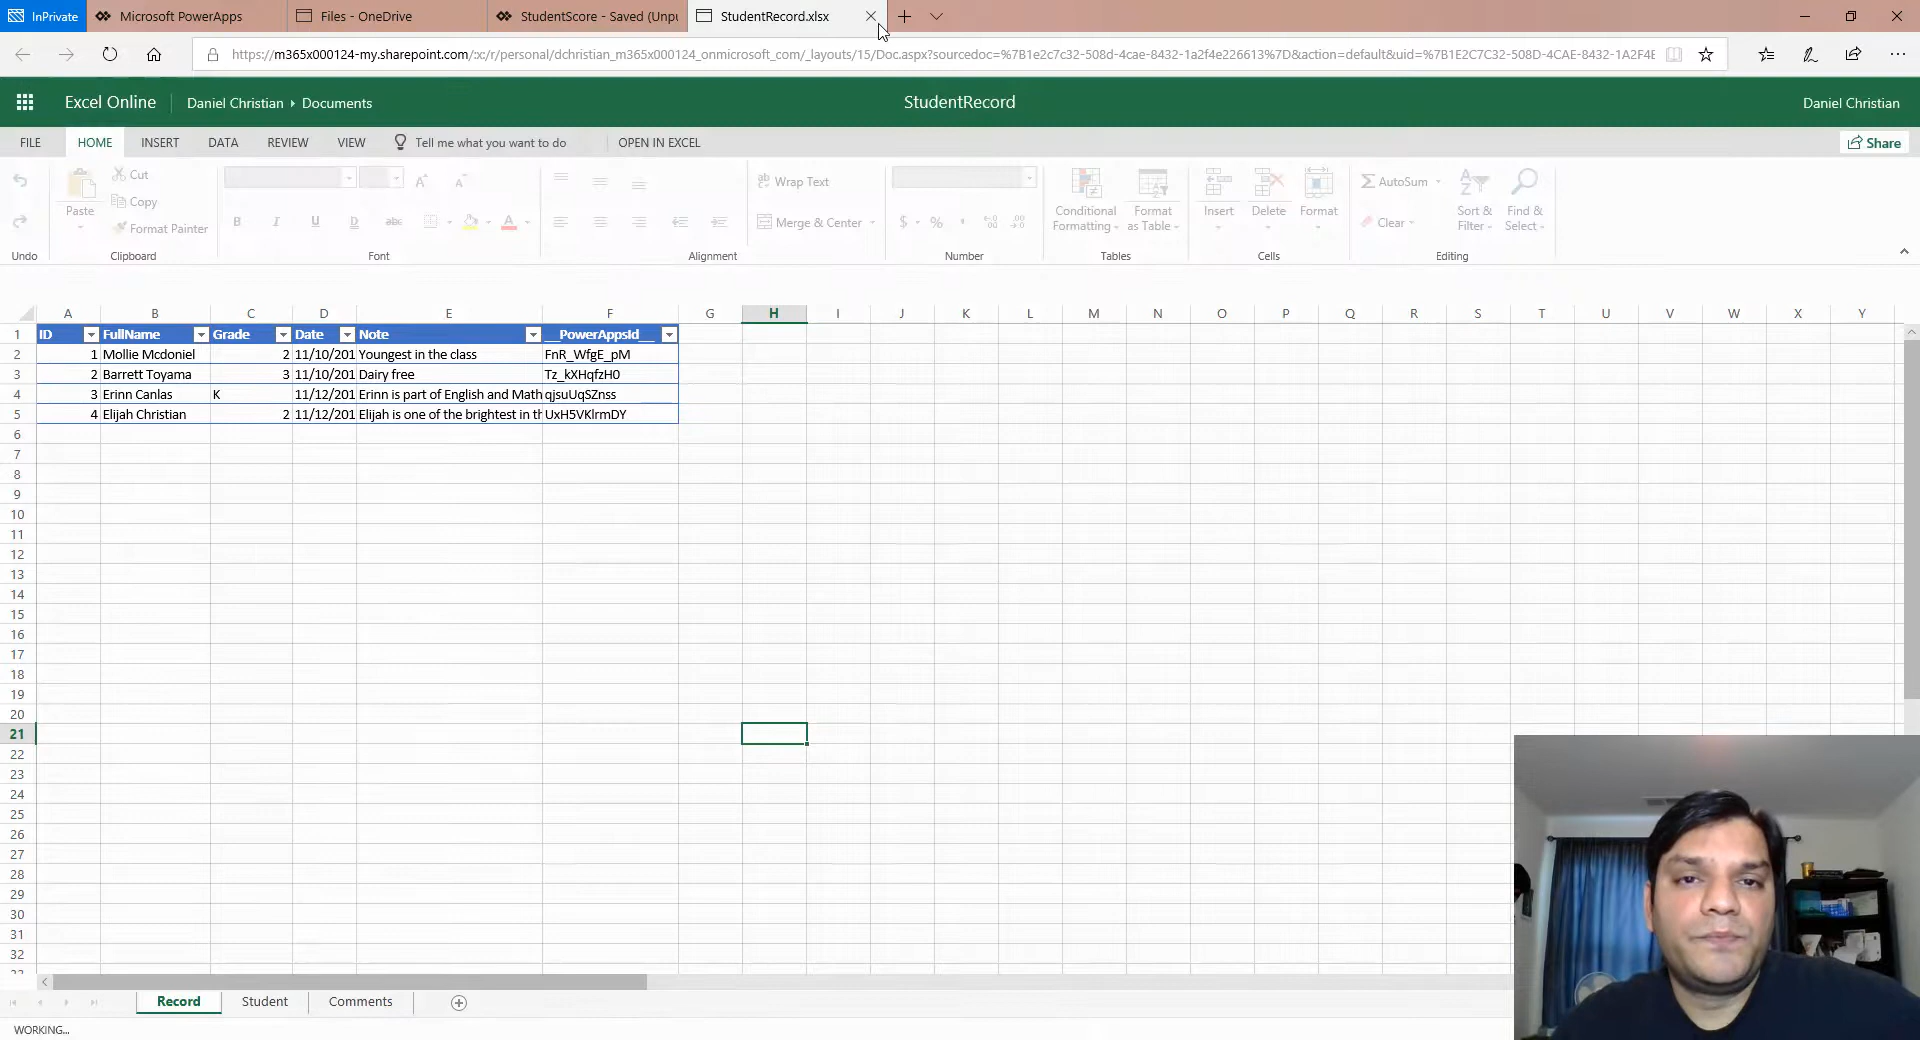 InPrivate Microsoft PowerApps Files - OneDrive StudentScore - Saved (Unpu StudentRecord.xlsx
https://m365x000124-my.sharepoint.com/:x:/r/personal/dchristian_m365x000124_onmicrosoft_com/_layouts/15/Doc.aspx?sourcedoc=%7B1e2c7c32-508d-4cae-8432-1a2f4e226613%7D&action=default&uid=%7B1E2C7C32-508D-4CAE-8432-1A2F4E
Excel Online Daniel Christian ▸ Documents StudentRecord Daniel Christian
FILE HOME INSERT DATA REVIEW VIEW Tell me what you want to do OPEN IN EXCEL Share
Cut
Copy
Format Painter
Paste
B I U D abc A
Wrap Text
Merge & Center
$ % ,
Conditional Formatting
Format as Table
Insert Delete Format
AutoSum
Clear
Sort & Filter
Find & Select
Undo Clipboard Font Alignment Number Tables Cells Editing
A B C D E F G H I J K L M N O P Q R S T U V W X Y
1 ID FullName Grade Date Note __PowerAppsId__
2 1 Mollie Mcdoniel 2 11/10/201 Youngest in the class FnR_WfgE_pM
3 2 Barrett Toyama 3 11/10/201 Dairy free Tz_kXHqfzH0
4 3 Erinn Canlas K 11/12/201 Erinn is part of English and Math qjsuUqSZnss
5 4 Elijah Christian 2 11/12/201 Elijah is one of the brightest in th UxH5VKlrmDY
6
7
8
9
10
11
12
13
14
15
16
17
18
19
20
21
22
23
24
25
26
27
28
29
30
31
32
33
Record Student Comments
WORKING...